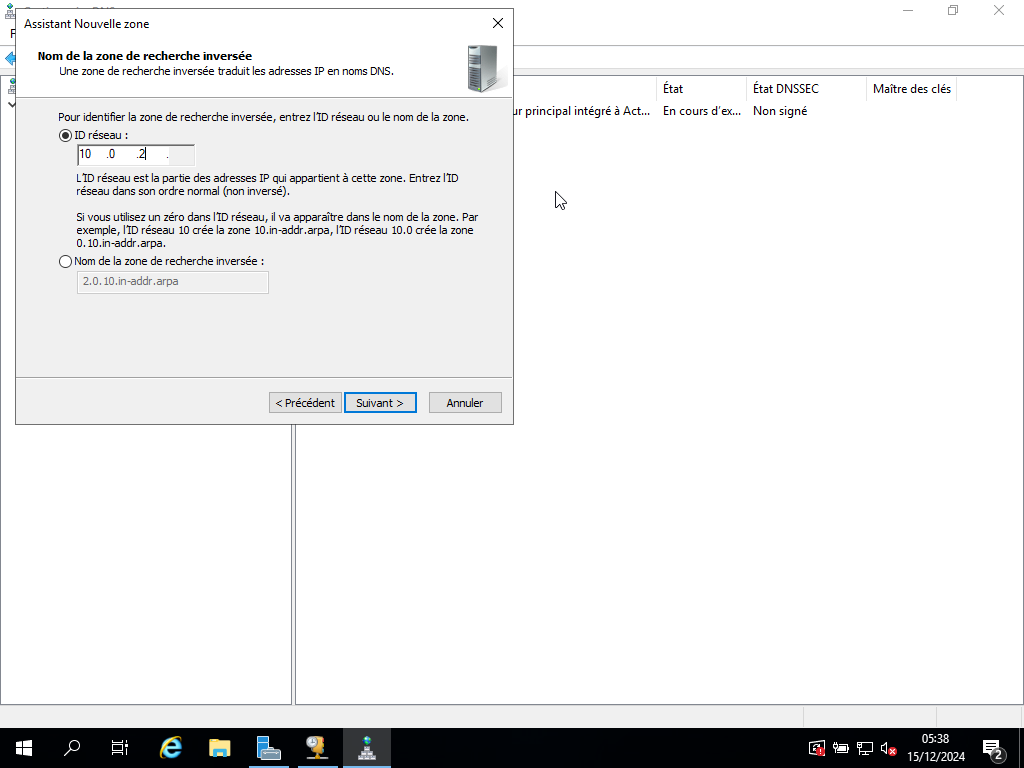 Assistant Nouvelle zone
Nom de la zone de recherche inversée
Une zone de recherche inversée traduit les adresses IP en noms DNS.
Pour identifier la zone de recherche inversée, entrez l'ID réseau ou le nom de la zone.
ID réseau :
10 .0 .2 .
L'ID réseau est la partie des adresses IP qui appartient à cette zone. Entrez l'ID
réseau dans son ordre normal (non inversé).
Si vous utilisez un zéro dans l'ID réseau, il va apparaître dans le nom de la zone. Par
exemple, l'ID réseau 10 crée la zone 10.in-addr.arpa, l'ID réseau 10.0 crée la zone
0.10.in-addr.arpa.
Nom de la zone de recherche inversée :
2.0.10.in-addr.arpa
< Précédent
Suivant >
Annuler
État
État DNSSEC
Maître des clés
ur principal intégré à Act...
En cours d'ex...
Non signé
05:38
15/12/2024
2